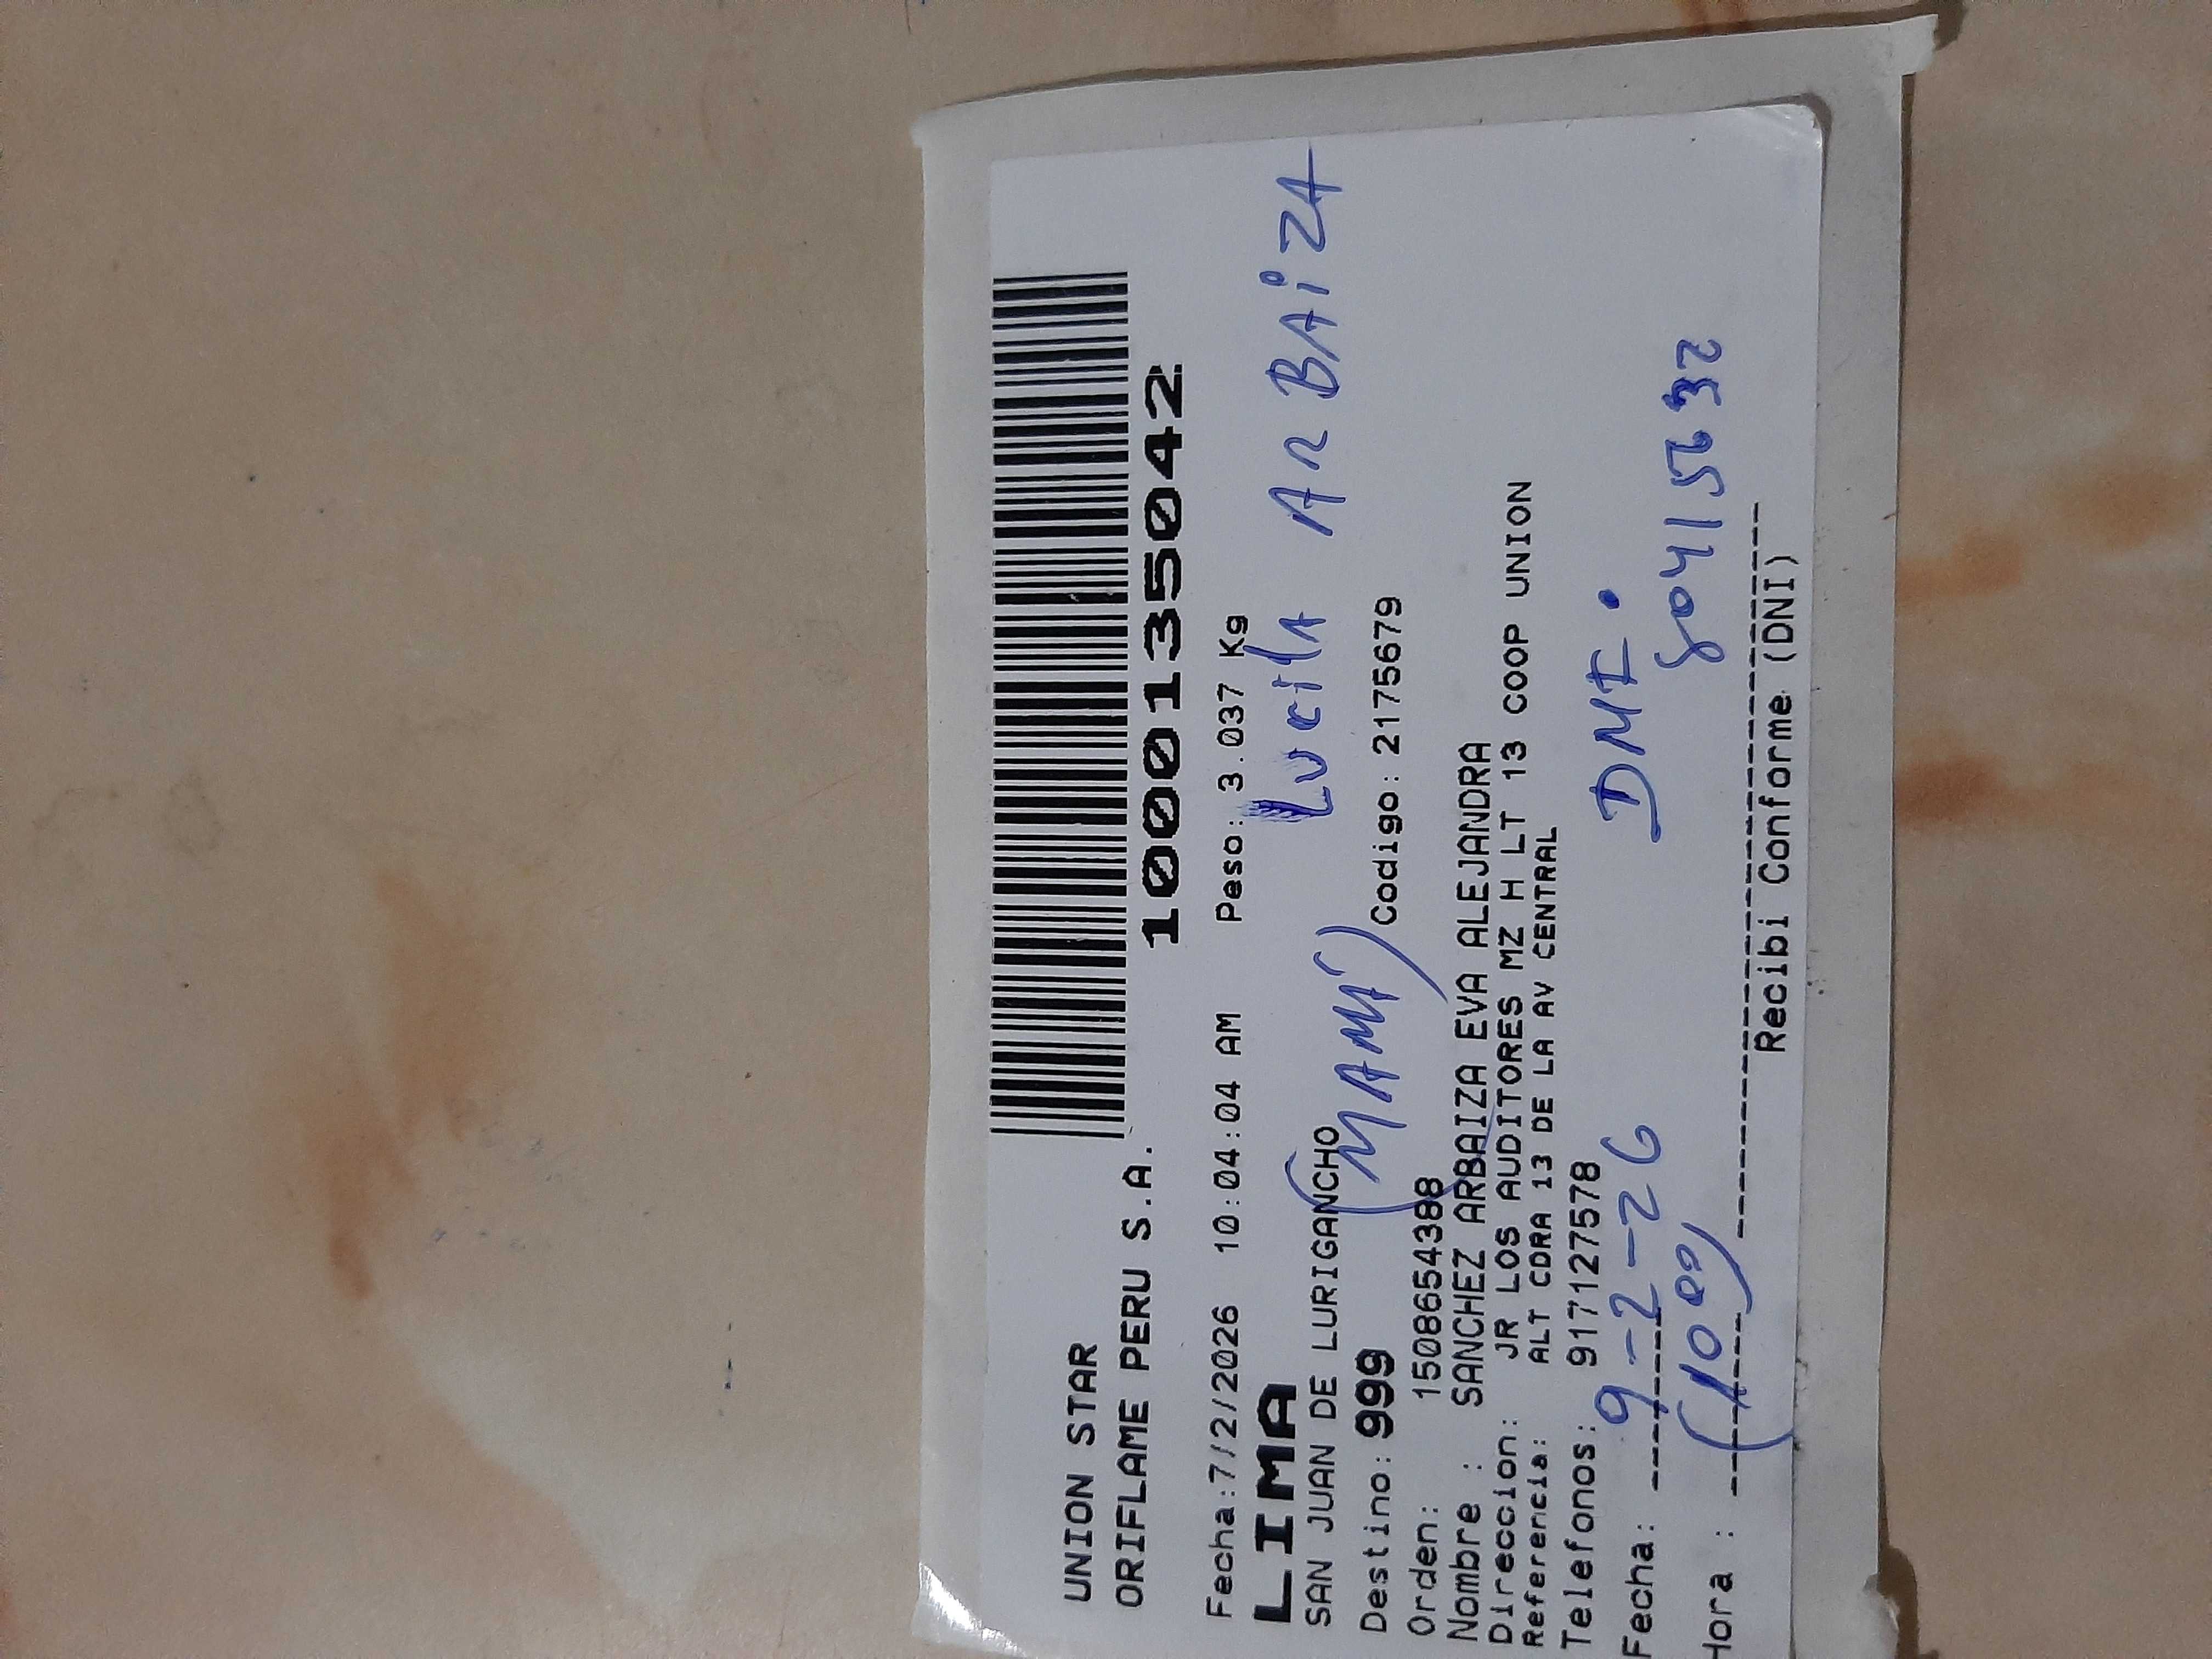 UNION STAR
ORIFLAME PERU S.A.
1000135042
Fecha:7/2/2026 10:04:04 AM Peso: 3.037 Kg
LIMA
Lucila ARBAiZA
SAN JUAN DE LURIGANCHO
(MAMÁ)
Destino: 999 Codigo: 2175679
Orden: 1508654388
Nombre : SANCHEZ ARBAIZA EVA ALEJANDRA
Direccion: JR LOS AUDITORES MZ H LT 13 COOP UNION
Referencia: ALT CDRA 13 DE LA AV CENTRAL
Telefonos: 917127578
Fecha: 9-2-26 DNI.
Hora : (10 00) 80415632
Recibi Conforme (DNI)